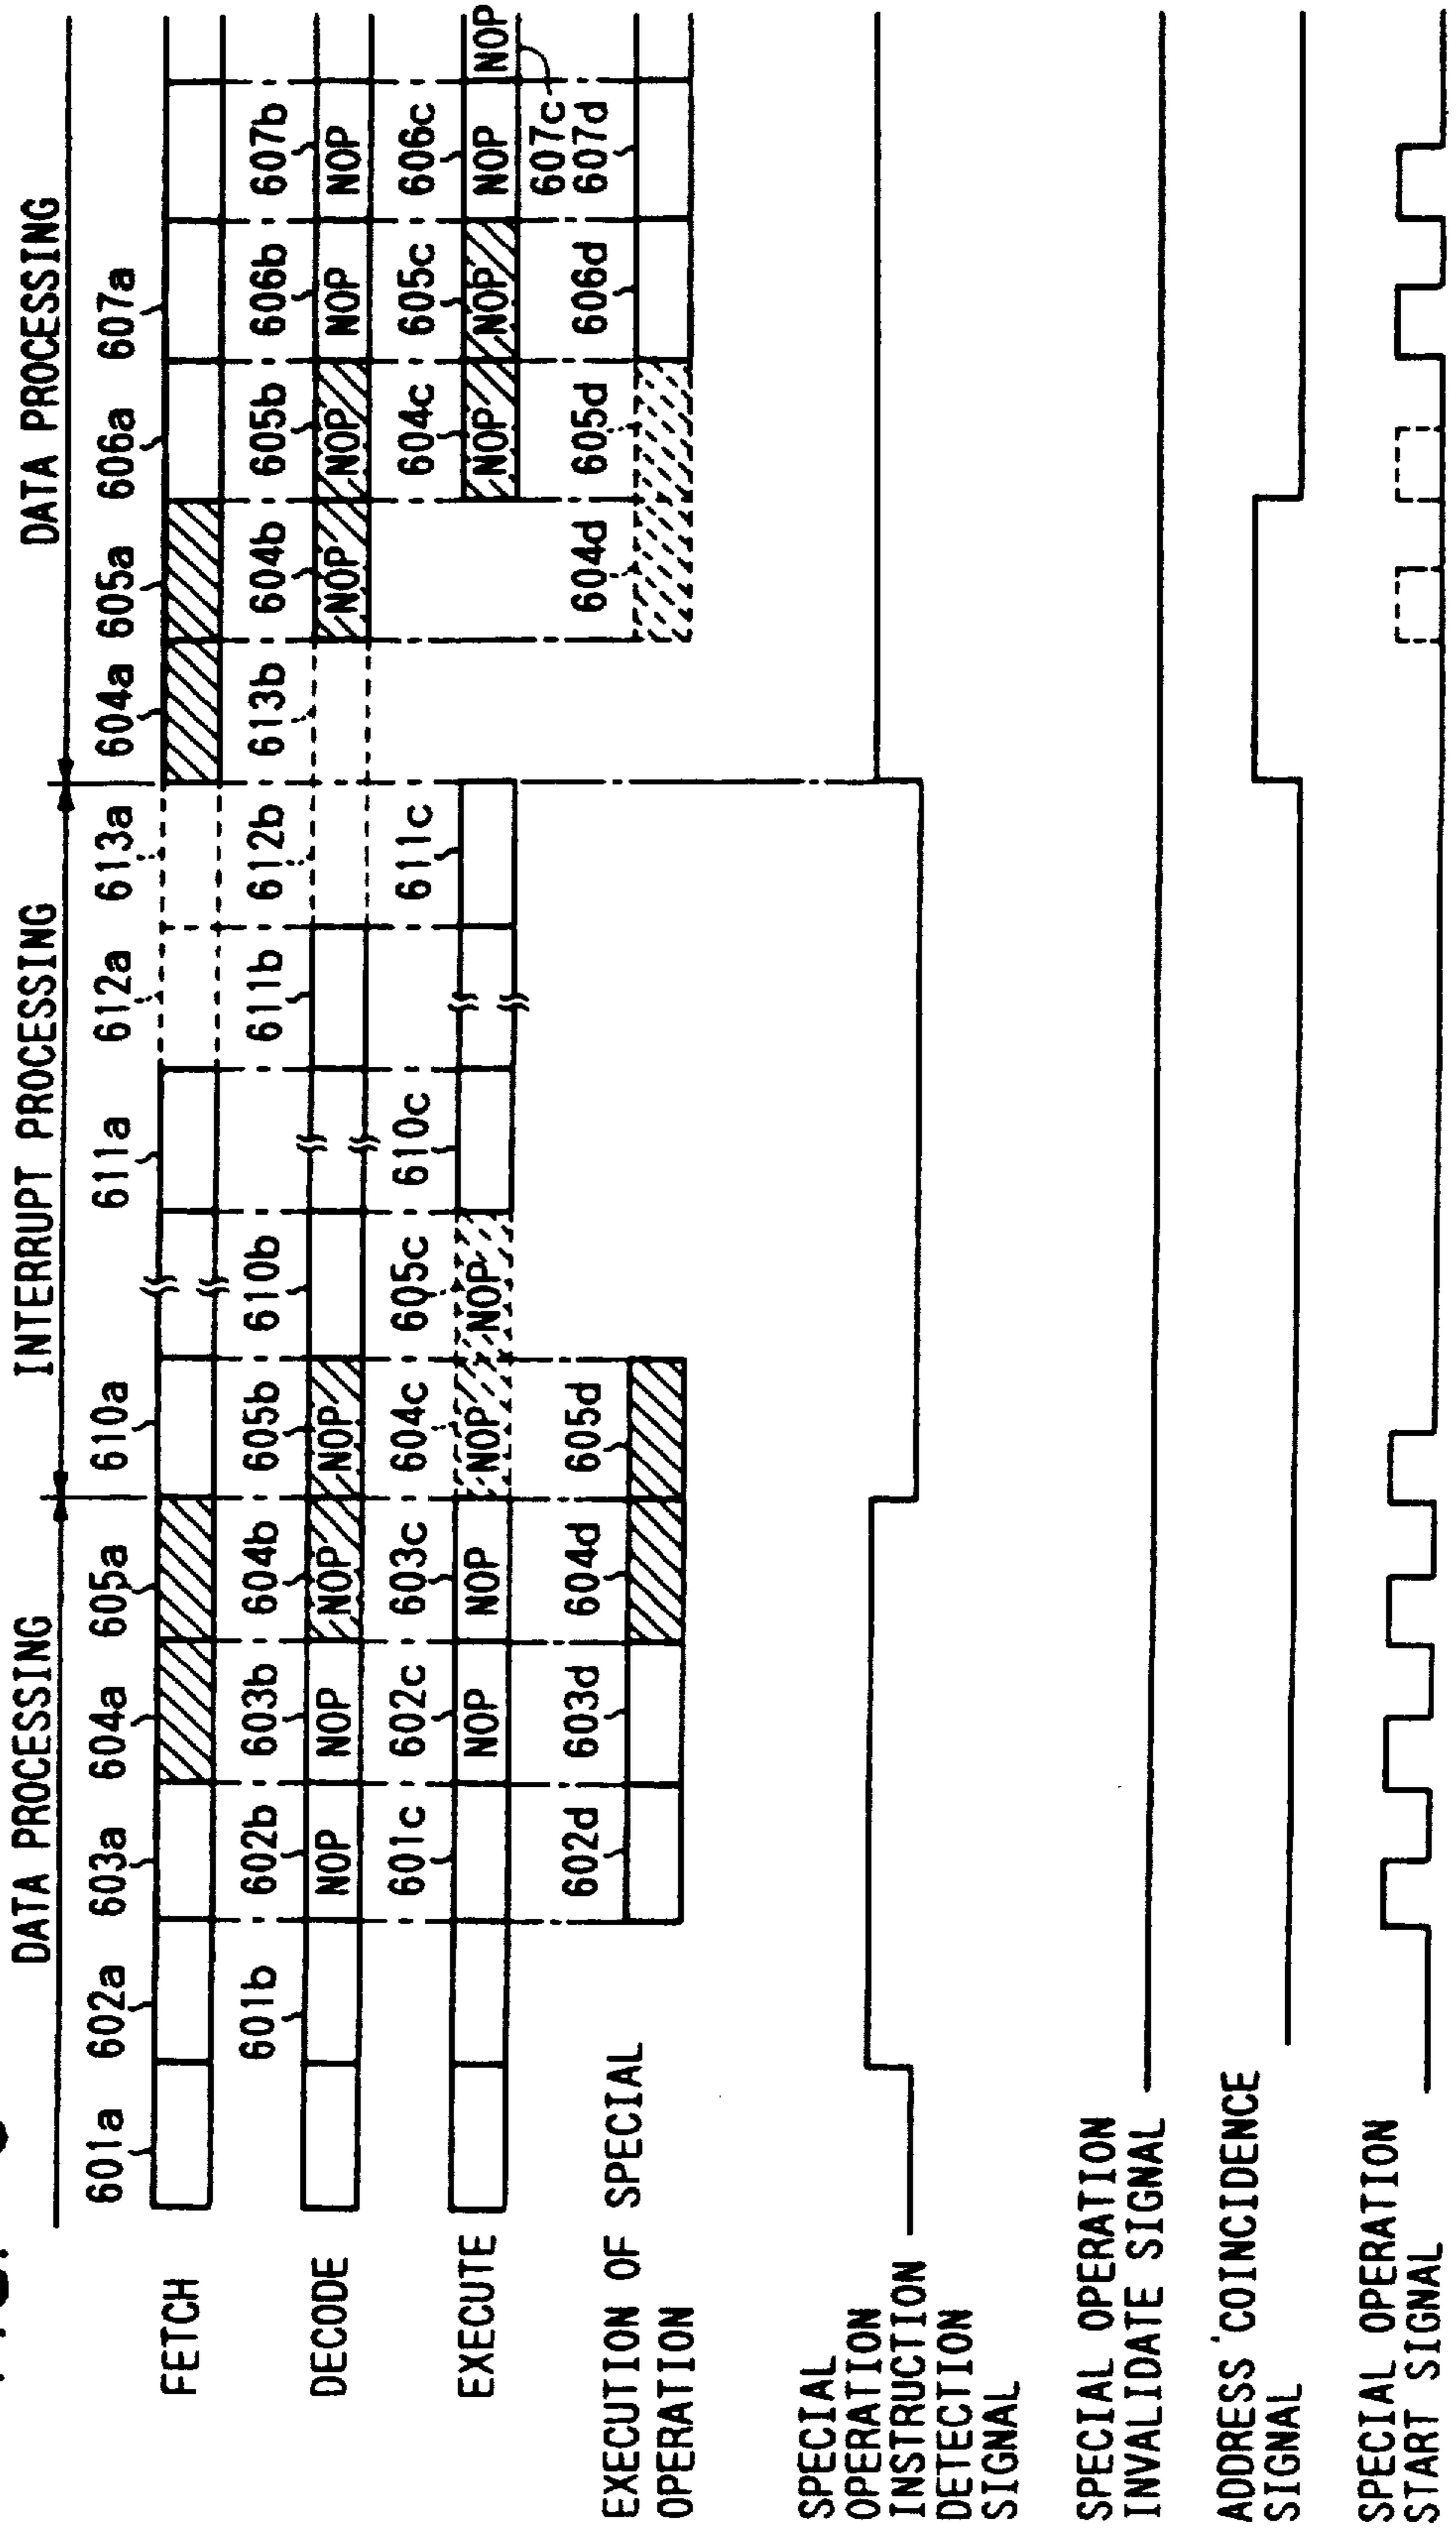 DATA PROCESSING INTERRUPT PROCESSING DATA PROCESSING
601a 602a 603a 604a 605a 610a 611a 612a 613a 604a 605a 606a 607a
FETCH
601b 602b 603b 604b 605b 610b 611b 612b 613b 604b 605b 606b 607b
DECODE NOP NOP NOP NOP NOP NOP NOP NOP
601c 602c 603c 604c 605c 610c 611c 604c 605c 606c
EXECUTE NOP NOP NOP NOP NOP NOP NOP NOP
607c
602d 603d 604d 605d 604d 605d 606d 607d
EXECUTION OF SPECIAL
OPERATION
SPECIAL
OPERATION
INSTRUCTION
DETECTION
SIGNAL
SPECIAL OPERATION
INVALIDATE SIGNAL
ADDRESS COINCIDENCE
SIGNAL
SPECIAL OPERATION
START SIGNAL